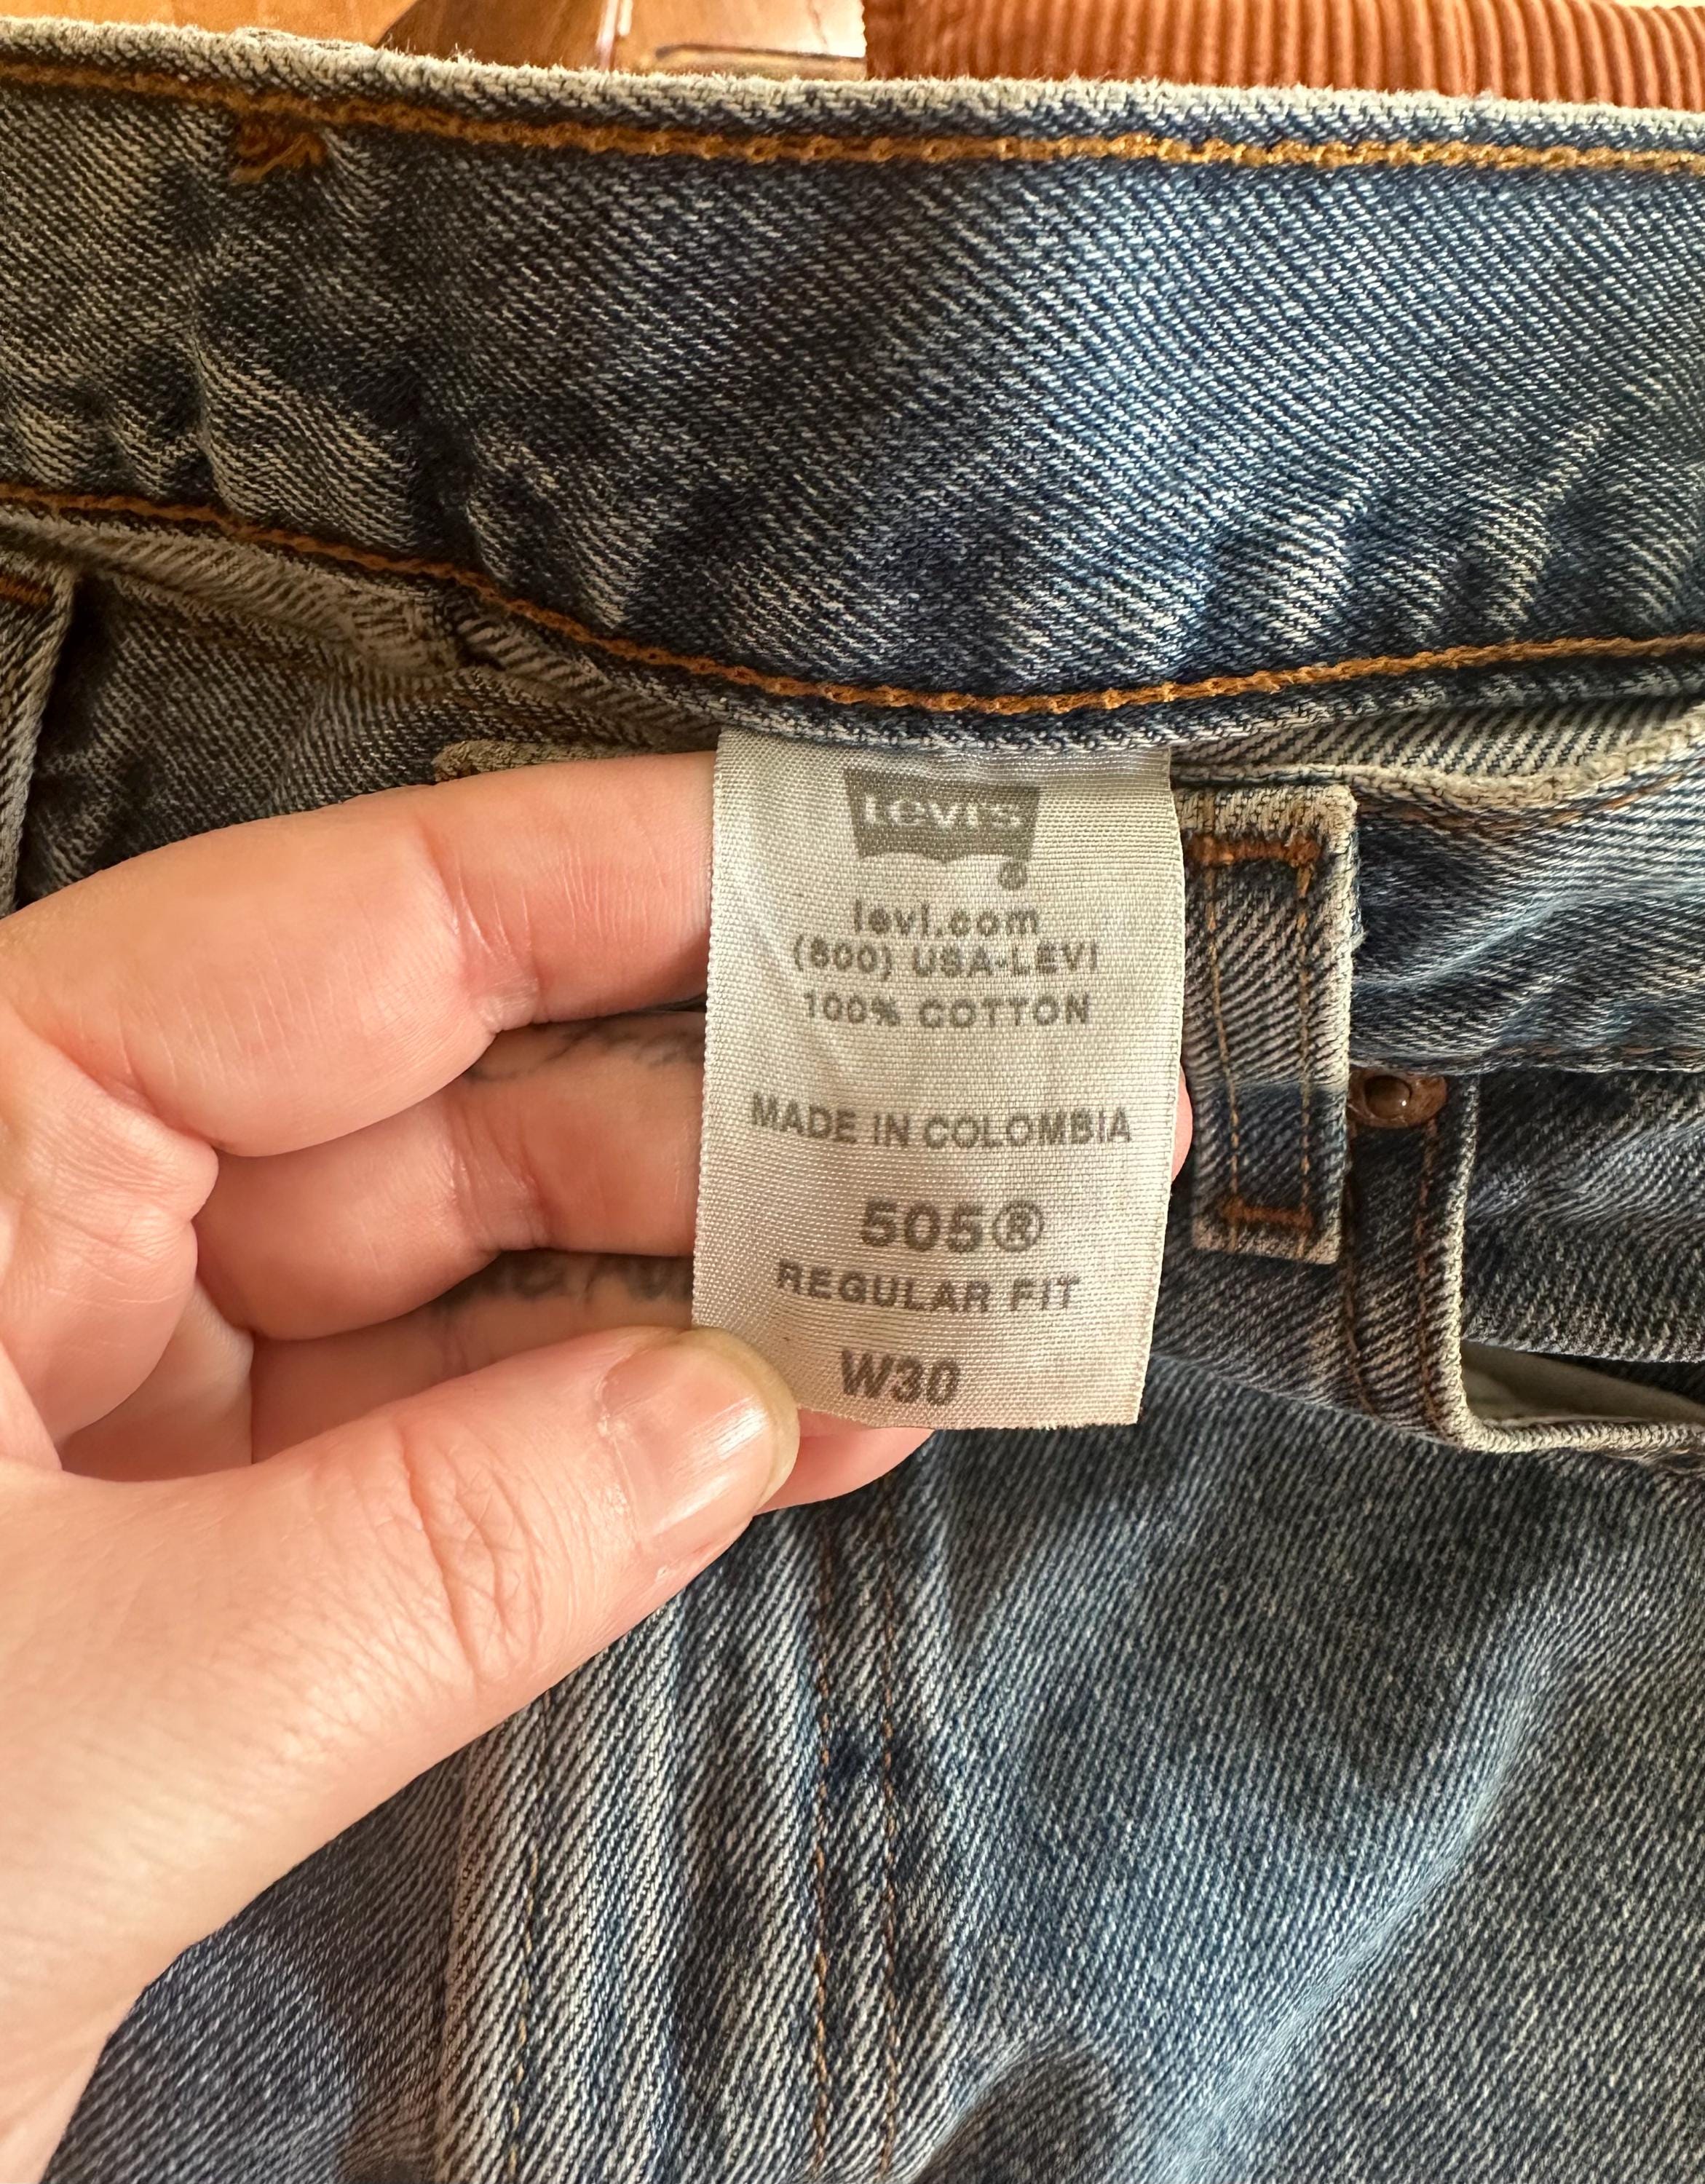 Levi's
levi.com
(800) USA-LEVI
100% COTTON
MADE IN COLOMBIA
505®
REGULAR FIT
W30